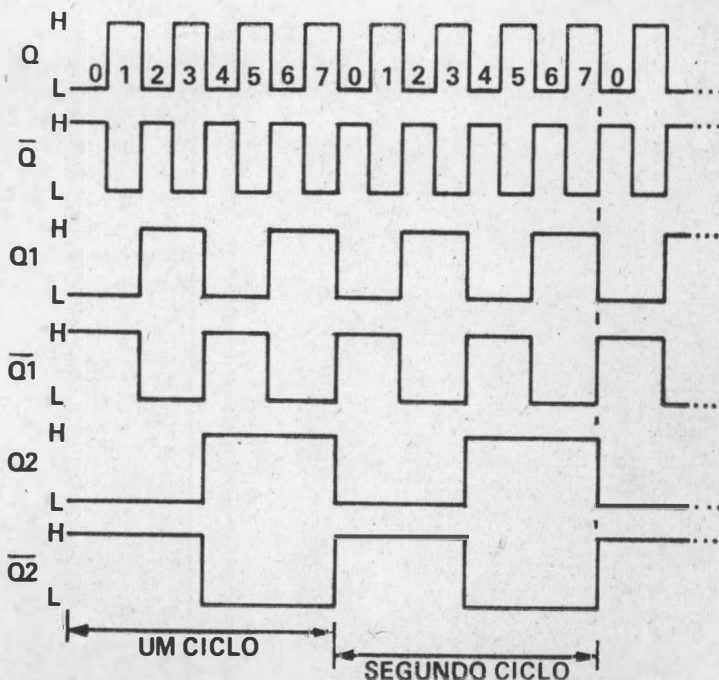 H
Q
0 1 2 3 4 5 6 7 0 1 2 3 4 5 6 7 0
L
H
Q̅
L
H
Q1
L
H
Q̅1̅
L
H
Q2
L
H
Q̅2̅
L
UM CICLO
SEGUNDO CICLO